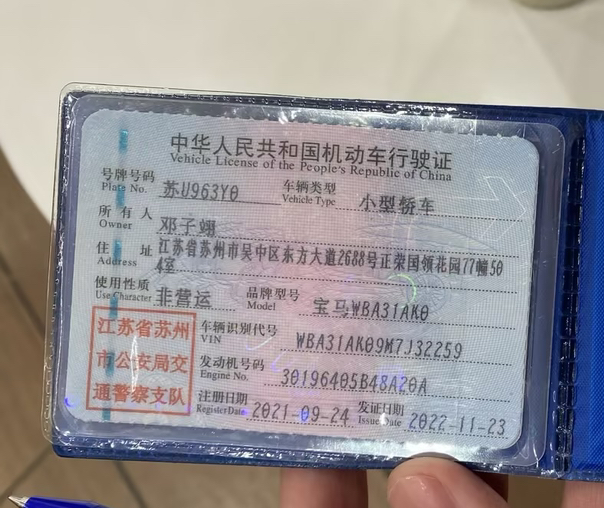 中华人民共和国机动车行驶证
Vehicle License of the People's Republic of China
号牌号码 苏U963Y0 车辆类型 小型轿车
Plate No. Vehicle Type
所有人 邓子翊
Owner
住址 江苏省苏州市吴中区东方大道2688号正荣国领花园77幢50
Address 4室
使用性质 非营运 品牌型号 宝马WBA31AK0
Use Character Model
江苏省苏州
市公安局交
通警察支队
车辆识别代号 WBA31AK09M7J32259
VIN
发动机号码 30196405B48A20A
Engine No.
注册日期 2021-09-24 发证日期 2022-11-23
Register Date Issue Date